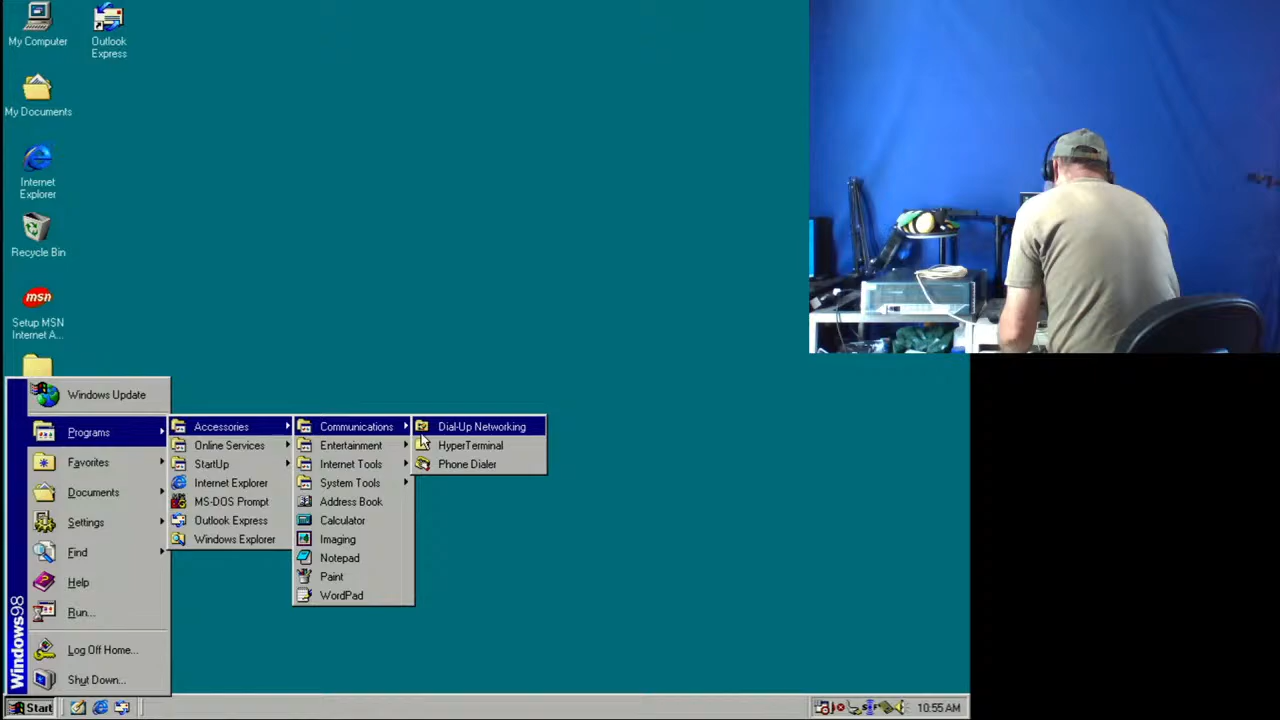 My Computer
Outlook
Express
My Documents
Internet
Explorer
Recycle Bin
msn
Setup MSN
Internet A...
Windows Update
Programs
Favorites
Documents
Settings
Find
Help
Run...
Log Off Home...
Shut Down...
Windows98
Accessories
Online Services
StartUp
Internet Explorer
MS-DOS Prompt
Outlook Express
Windows Explorer
Communications
Entertainment
Internet Tools
System Tools
Address Book
Calculator
Imaging
Notepad
Paint
WordPad
Dial-Up Networking
HyperTerminal
Phone Dialer
Start
10:55 AM